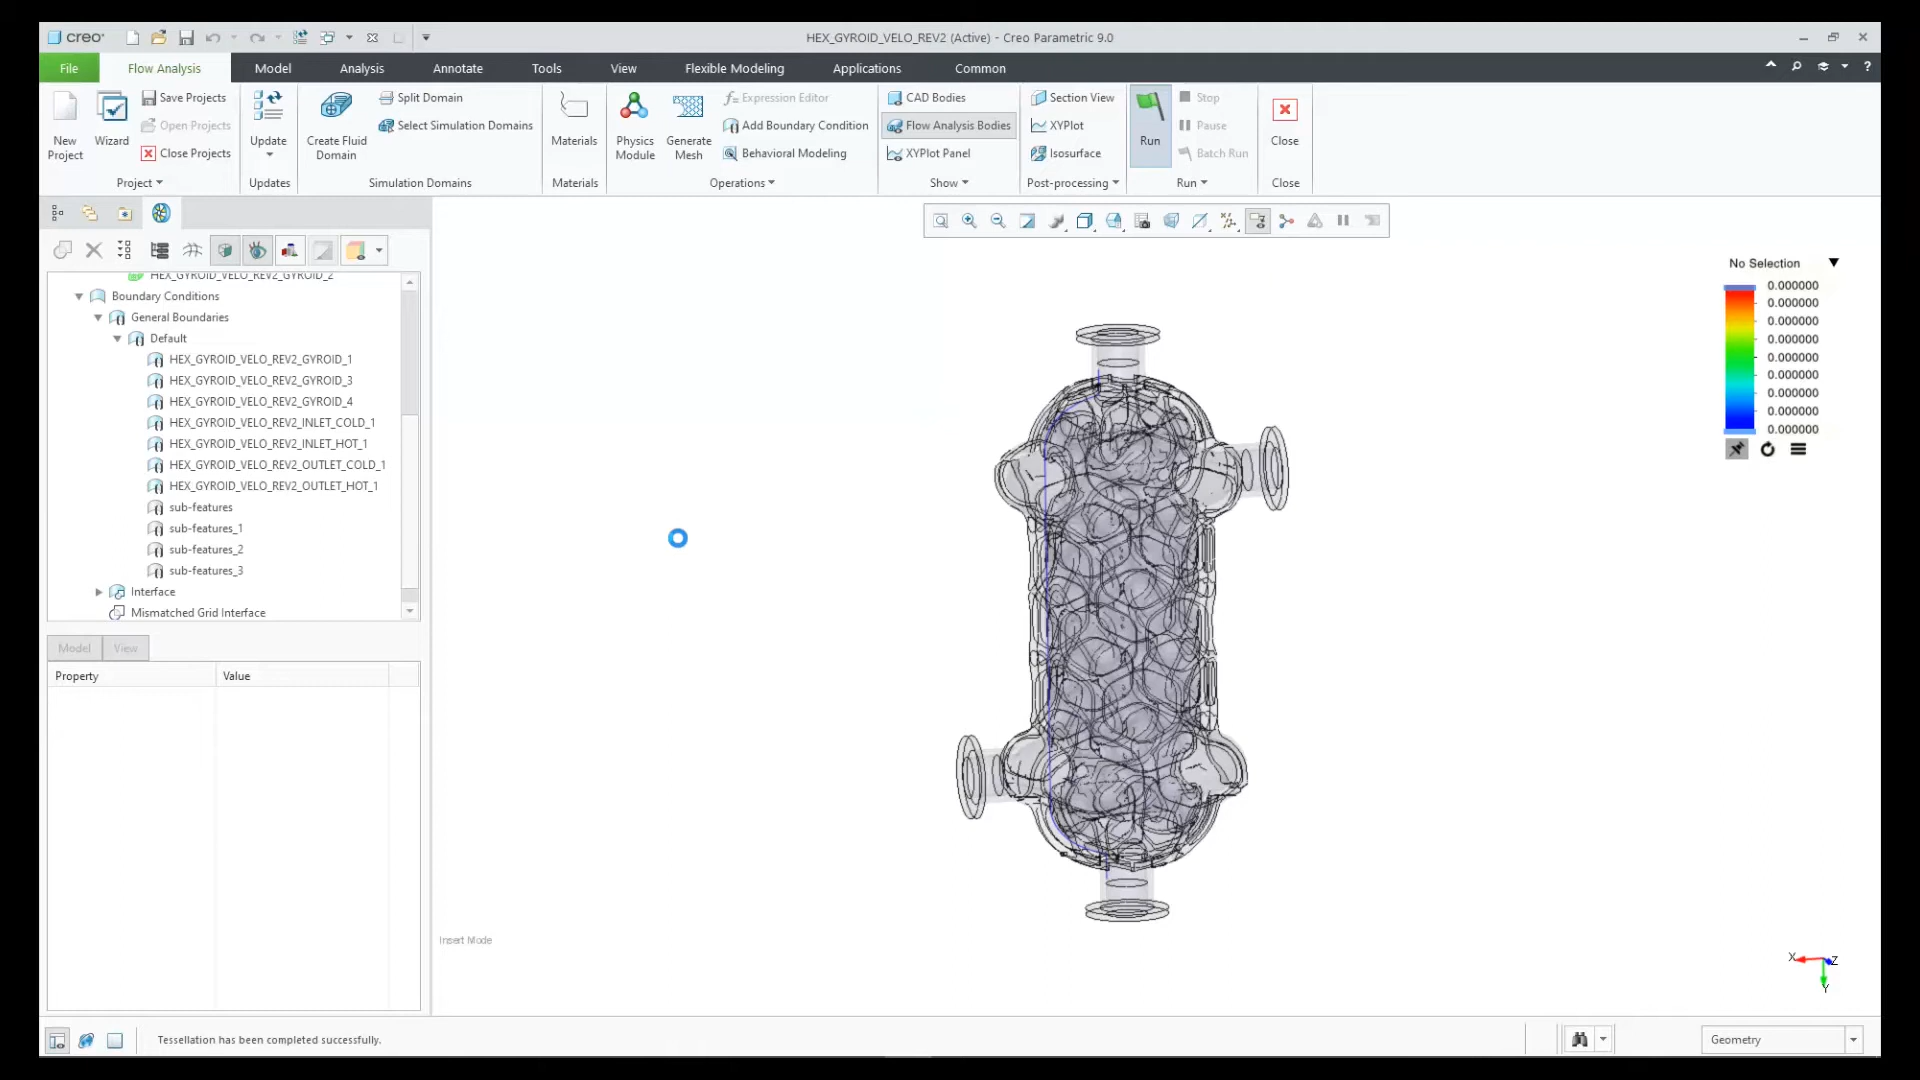 creo
HEX_GYROID_VELO_REV2 (Active) - Creo Parametric 9.0
File
Flow Analysis
Model
Analysis
Annotate
Tools
View
Flexible Modeling
Applications
Common
New Project
Wizard
Save Projects
Open Projects
Close Projects
Project
Update
Updates
Create Fluid Domain
Split Domain
Select Simulation Domains
Simulation Domains
Materials
Materials
Physics Module
Generate Mesh
Expression Editor
Add Boundary Condition
Behavioral Modeling
Operations
CAD Bodies
Flow Analysis Bodies
XYPlot Panel
Show
Section View
XYPlot
Isosurface
Post-processing
Run
Stop
Pause
Batch Run
Run
Close
Close
HEX_GYROID_VELO_REV2_GYROID_2
Boundary Conditions
General Boundaries
Default
HEX_GYROID_VELO_REV2_GYROID_1
HEX_GYROID_VELO_REV2_GYROID_3
HEX_GYROID_VELO_REV2_GYROID_4
HEX_GYROID_VELO_REV2_INLET_COLD_1
HEX_GYROID_VELO_REV2_INLET_HOT_1
HEX_GYROID_VELO_REV2_OUTLET_COLD_1
HEX_GYROID_VELO_REV2_OUTLET_HOT_1
sub-features
sub-features_1
sub-features_2
sub-features_3
Interface
Mismatched Grid Interface
Model
View
Property
Value
No Selection
0.000000
0.000000
0.000000
0.000000
0.000000
0.000000
0.000000
0.000000
0.000000
Insert Mode
X
Z
Y
Tessellation has been completed successfully.
Geometry